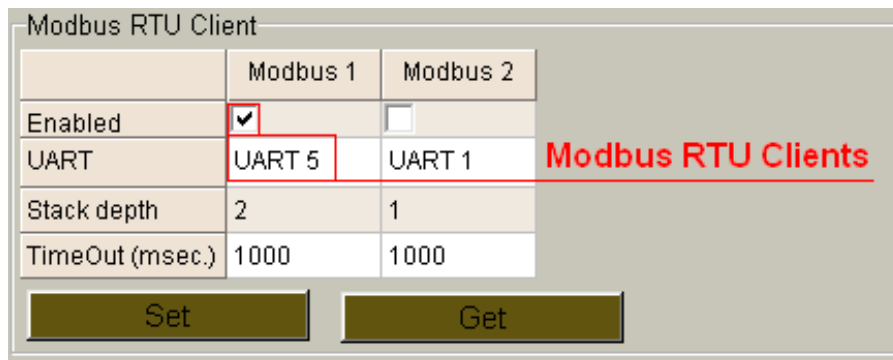 Modbus RTU Client
Modbus 1 Modbus 2
Enabled
UART UART 5 UART 1 Modbus RTU Clients
Stack depth 2 1
TimeOut (msec.) 1000 1000
Set Get